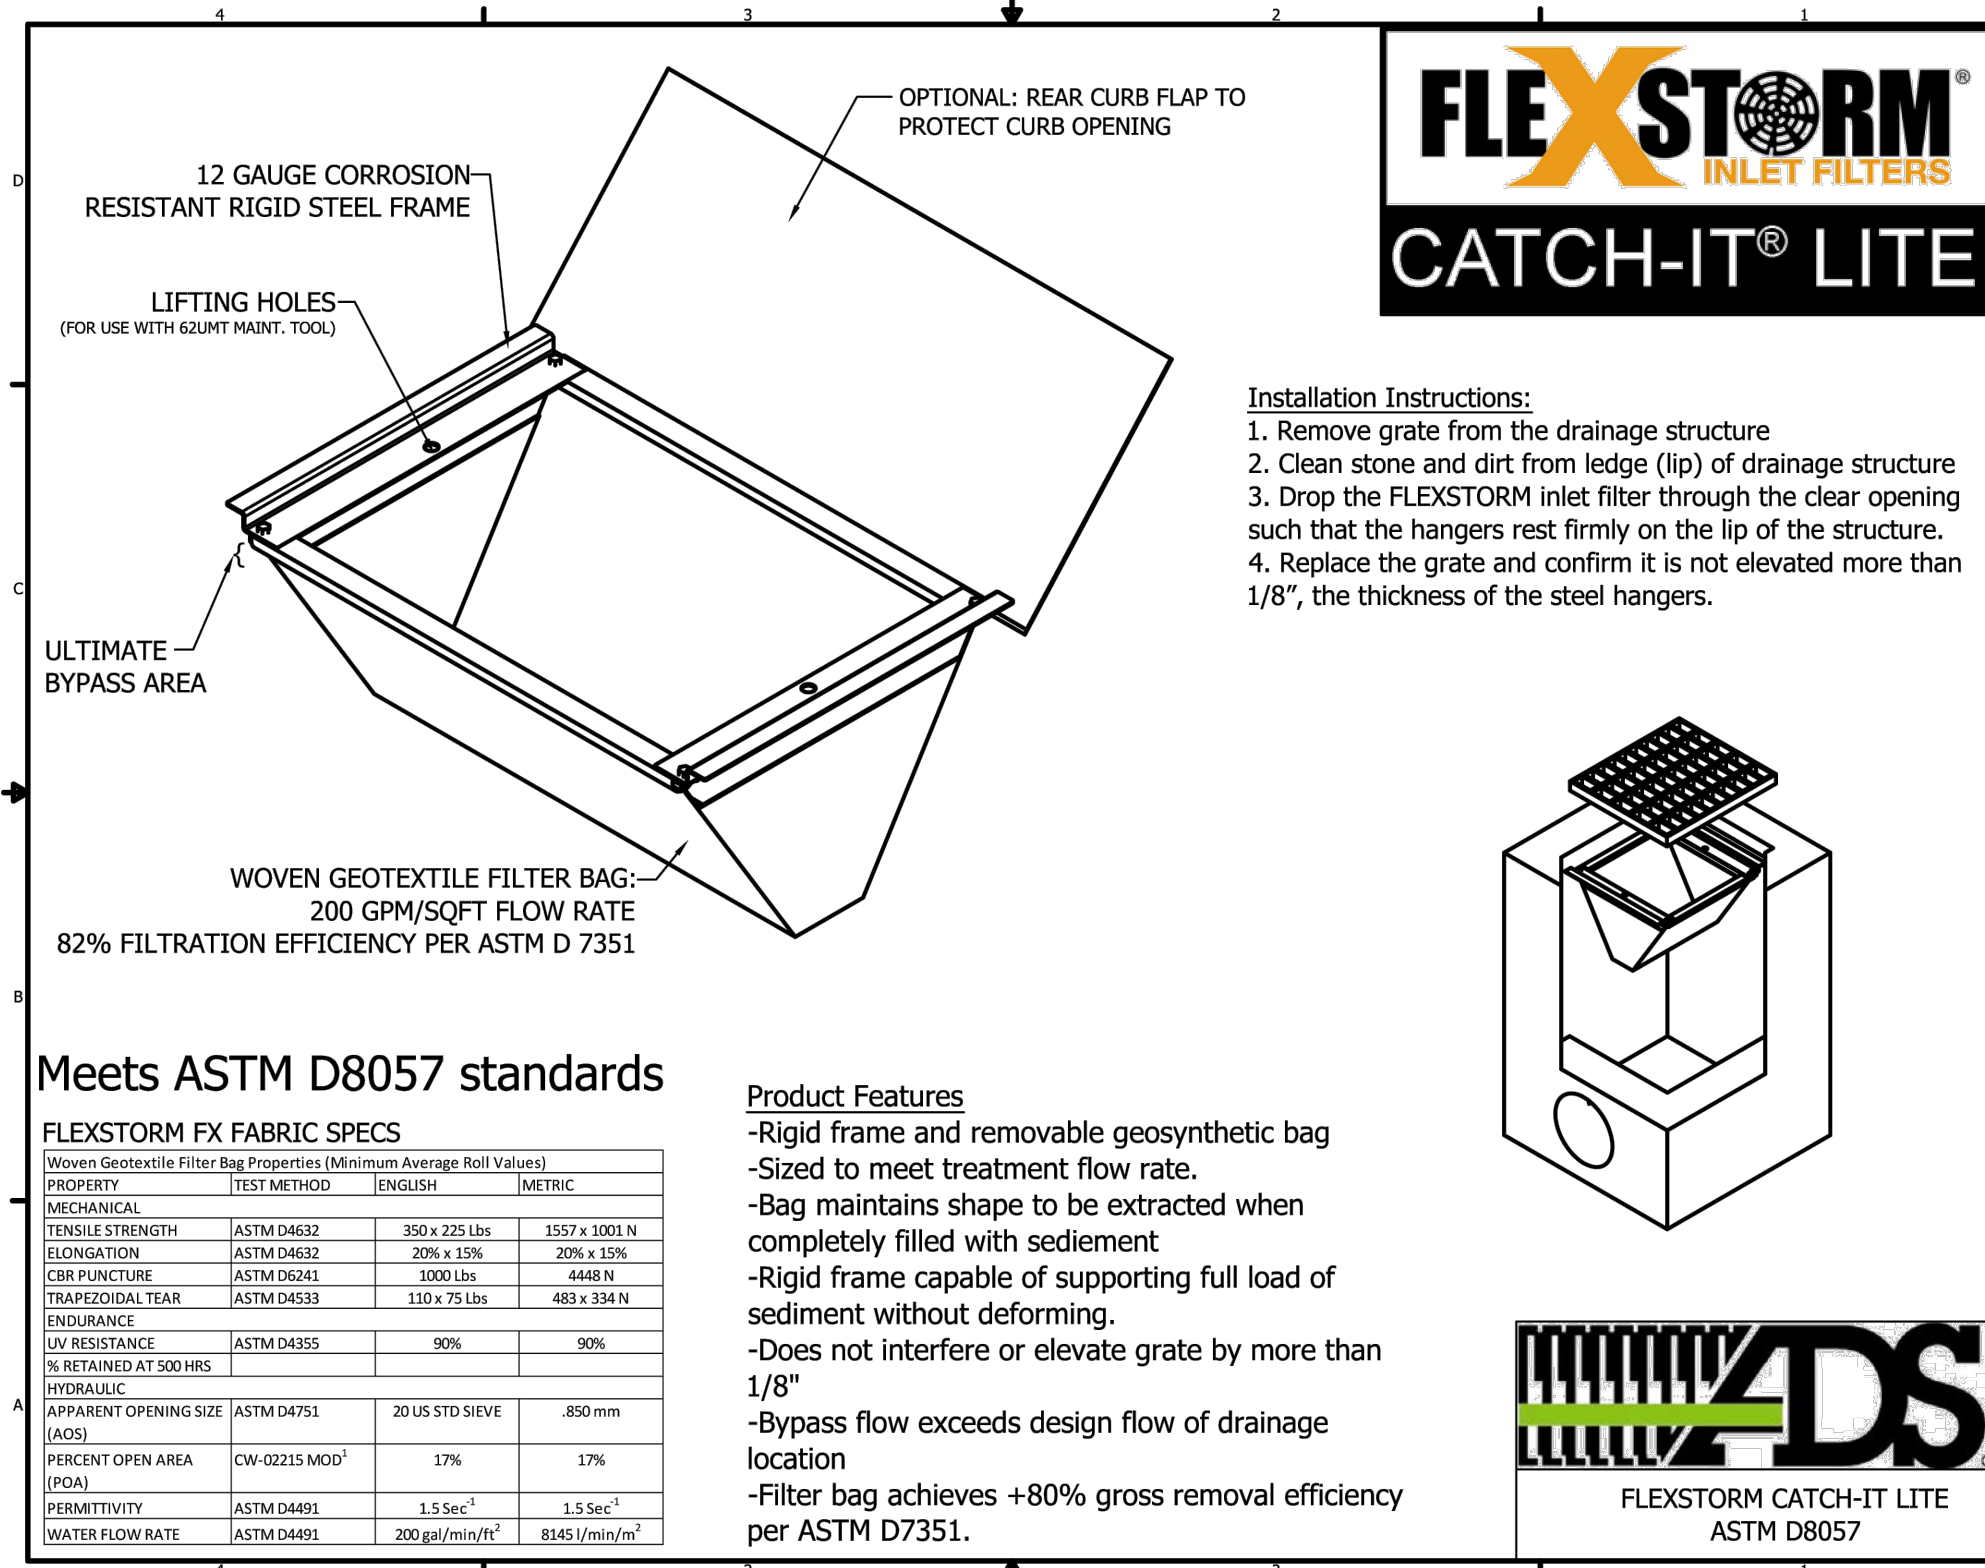 4 3 2 1
FLEXSTORM®
INLET FILTERS
CATCH-IT® LITE
OPTIONAL: REAR CURB FLAP TO
PROTECT CURB OPENING
D
12 GAUGE CORROSION
RESISTANT RIGID STEEL FRAME
LIFTING HOLES
(FOR USE WITH 62UMT MAINT. TOOL)
Installation Instructions:
1. Remove grate from the drainage structure
2. Clean stone and dirt from ledge (lip) of drainage structure
3. Drop the FLEXSTORM inlet filter through the clear opening
such that the hangers rest firmly on the lip of the structure.
4. Replace the grate and confirm it is not elevated more than
1/8”, the thickness of the steel hangers.
C
ULTIMATE
BYPASS AREA
WOVEN GEOTEXTILE FILTER BAG:
200 GPM/SQFT FLOW RATE
82% FILTRATION EFFICIENCY PER ASTM D 7351
B
Meets ASTM D8057 standards
FLEXSTORM FX FABRIC SPECS
Woven Geotextile Filter Bag Properties (Minimum Average Roll Values)
PROPERTY TEST METHOD ENGLISH METRIC
MECHANICAL
TENSILE STRENGTH ASTM D4632 350 x 225 Lbs 1557 x 1001 N
ELONGATION ASTM D4632 20% x 15% 20% x 15%
CBR PUNCTURE ASTM D6241 1000 Lbs 4448 N
TRAPEZOIDAL TEAR ASTM D4533 110 x 75 Lbs 483 x 334 N
ENDURANCE
UV RESISTANCE ASTM D4355 90% 90%
% RETAINED AT 500 HRS
HYDRAULIC
APPARENT OPENING SIZE ASTM D4751 20 US STD SIEVE .850 mm
(AOS)
PERCENT OPEN AREA CW-02215 MOD¹ 17% 17%
(POA)
PERMITTIVITY ASTM D4491 1.5 Sec⁻¹ 1.5 Sec⁻¹
WATER FLOW RATE ASTM D4491 200 gal/min/ft² 8145 l/min/m²
A
Product Features
-Rigid frame and removable geosynthetic bag
-Sized to meet treatment flow rate.
-Bag maintains shape to be extracted when
completely filled with sediement
-Rigid frame capable of supporting full load of
sediment without deforming.
-Does not interfere or elevate grate by more than
1/8"
-Bypass flow exceeds design flow of drainage
location
-Filter bag achieves +80% gross removal efficiency
per ASTM D7351.
ADS
FLEXSTORM CATCH-IT LITE
ASTM D8057